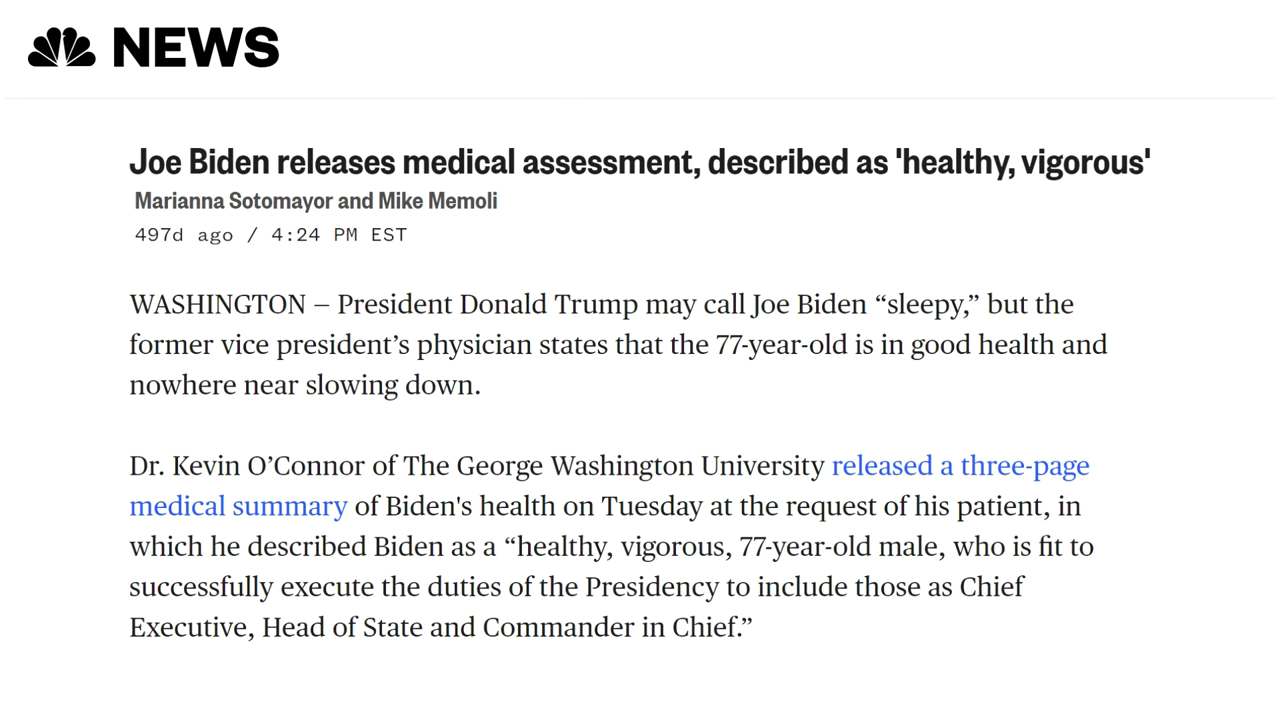 NEWS
Joe Biden releases medical assessment, described as 'healthy, vigorous'
Marianna Sotomayor and Mike Memoli
497d ago / 4:24 PM EST
WASHINGTON — President Donald Trump may call Joe Biden “sleepy,” but the
former vice president’s physician states that the 77-year-old is in good health and
nowhere near slowing down.
Dr. Kevin O’Connor of The George Washington University released a three-page
medical summary of Biden's health on Tuesday at the request of his patient, in
which he described Biden as a “healthy, vigorous, 77-year-old male, who is fit to
successfully execute the duties of the Presidency to include those as Chief
Executive, Head of State and Commander in Chief.”